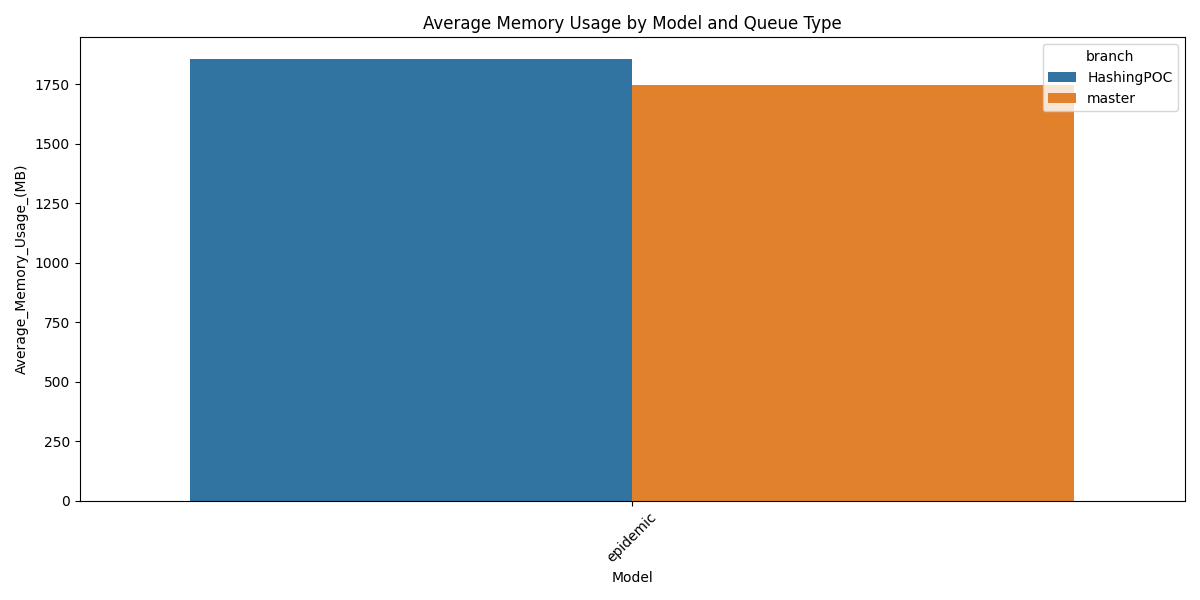 Average Memory Usage by Model and Queue Type
branch
HashingPOC
master
Average_Memory_Usage_(MB)
1750
1500
1250
1000
750
500
250
0
epidemic
Model